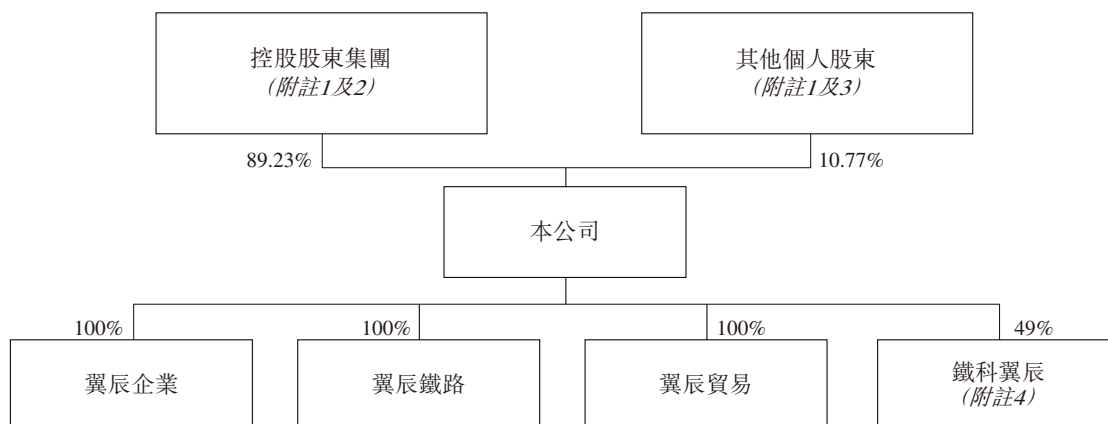 控股股東集團
（附註1及2）
其他個人股東
（附註1及3）
89.23%
10.77%
本公司
100%
100%
100%
49%
翼辰企業
翼辰鐵路
翼辰貿易
鐵科翼辰
（附註4）